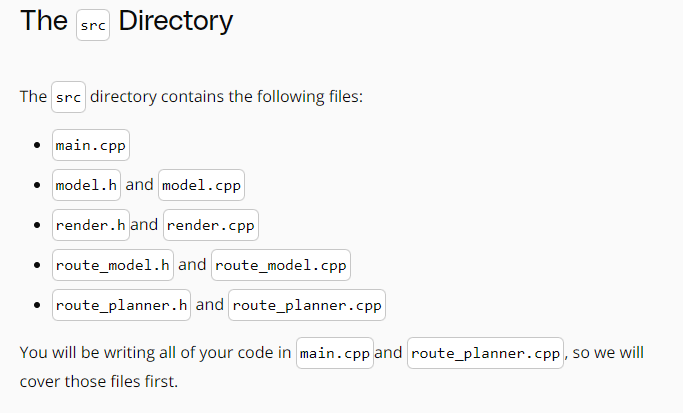 The src Directory
The src directory contains the following files:
• main.cpp
• model.h and model.cpp
• render.h and render.cpp
• route_model.h and route_model.cpp
• route_planner.h and route_planner.cpp
You will be writing all of your code in main.cpp and route_planner.cpp, so we will
cover those files first.